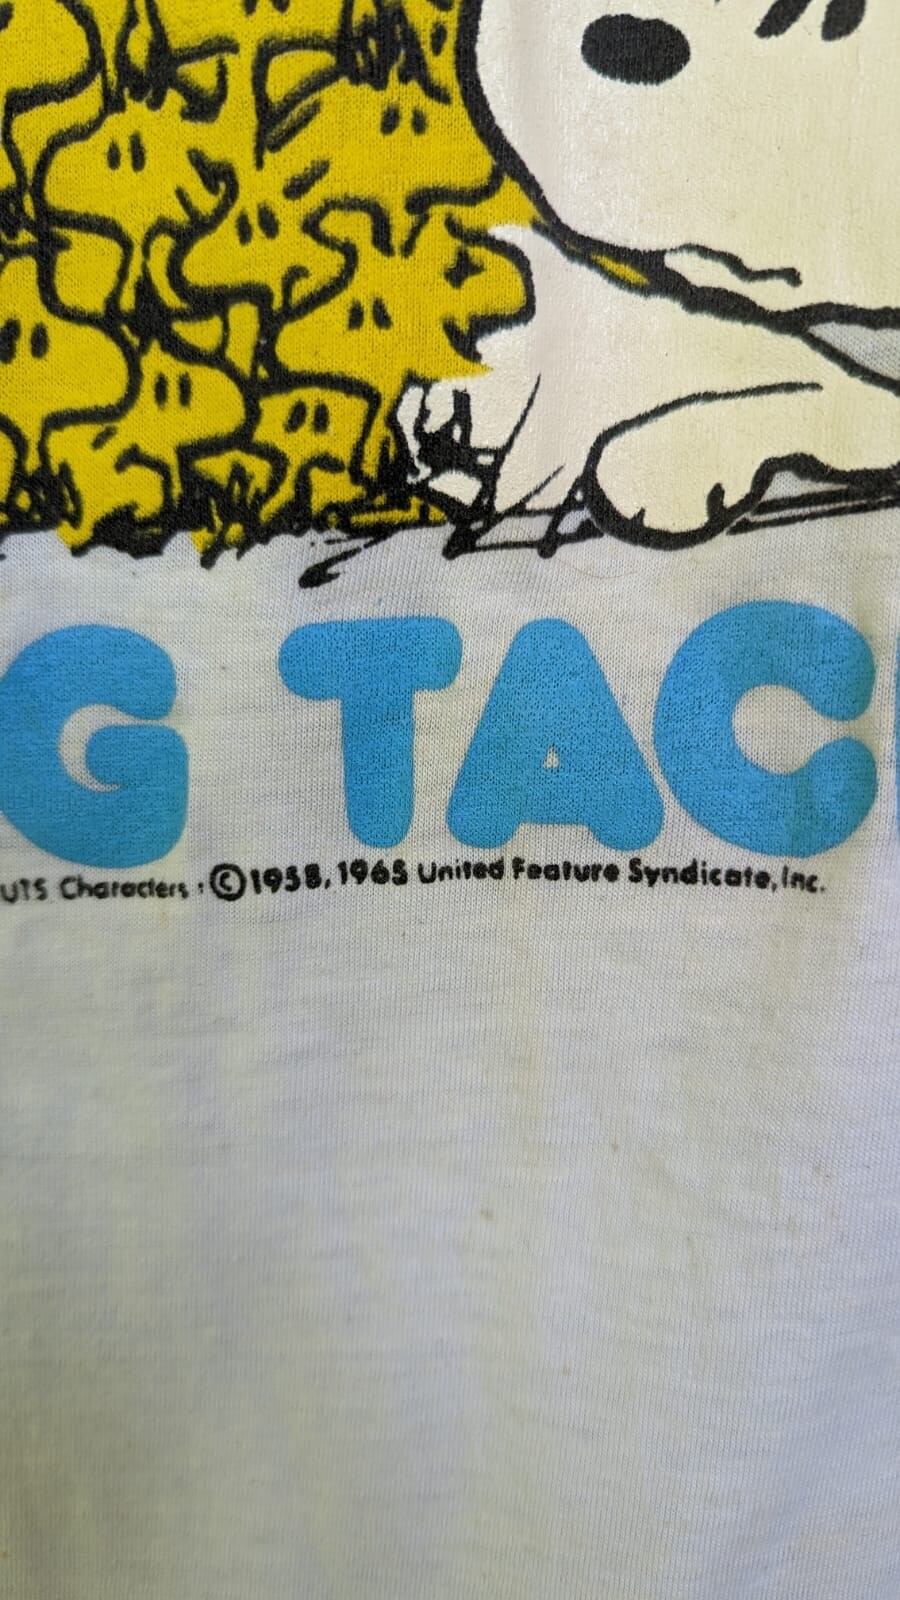 G TAC
UTS Characters: ©1958, 1965 United Feature Syndicate, Inc.